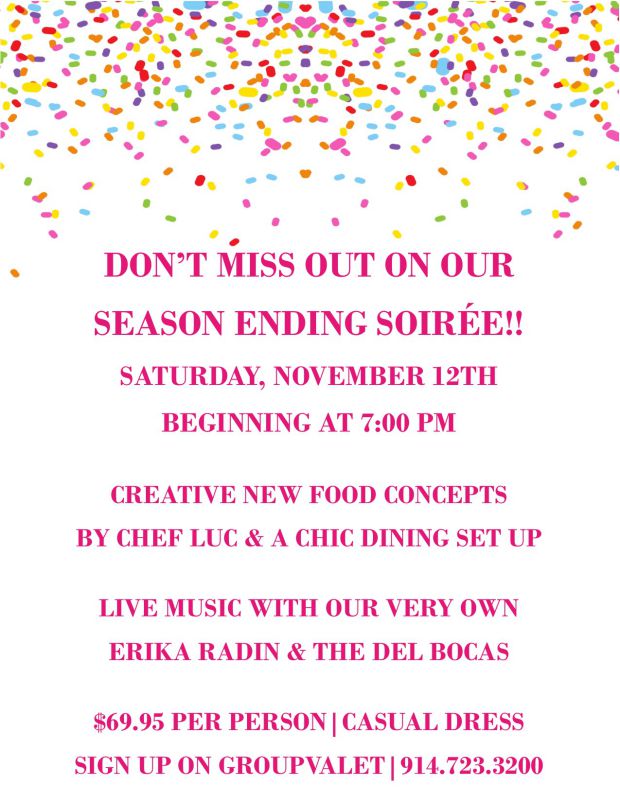 DON'T MISS OUT ON OUR
SEASON ENDING SOIRÉE!!
SATURDAY, NOVEMBER 12TH
BEGINNING AT 7:00 PM
CREATIVE NEW FOOD CONCEPTS
BY CHEF LUC & A CHIC DINING SET UP
LIVE MUSIC WITH OUR VERY OWN
ERIKA RADIN & THE DEL BOCAS
$69.95 PER PERSON|CASUAL DRESS
SIGN UP ON GROUPVALET|914.723.3200